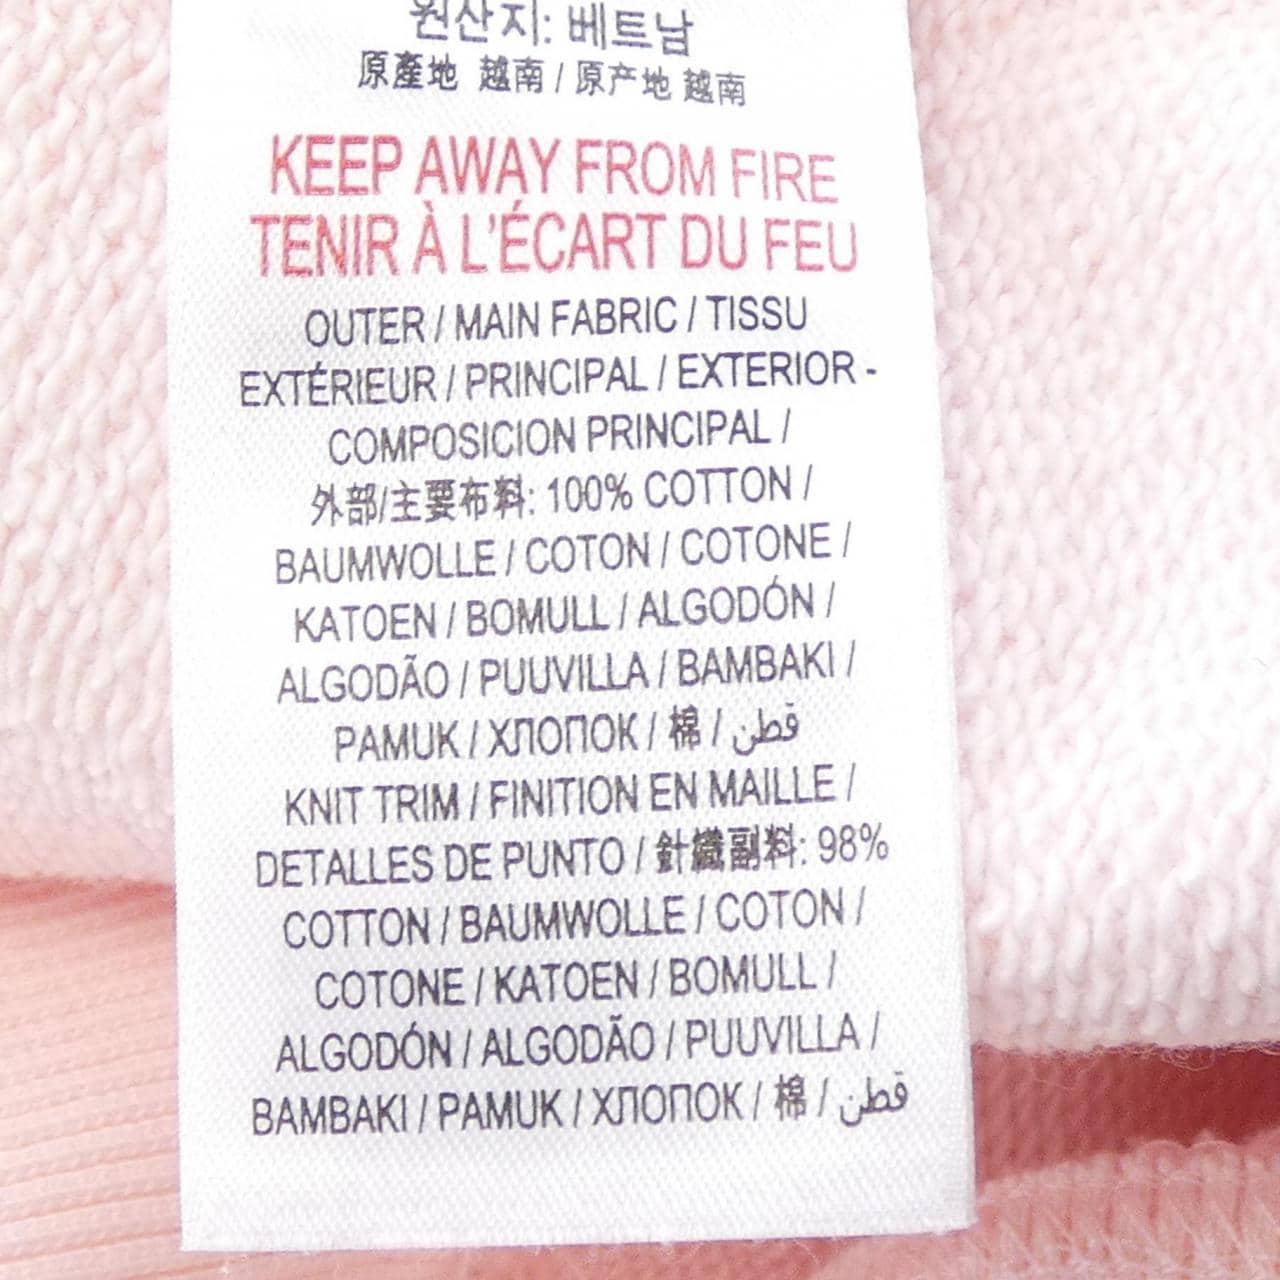 원산지: 베트남
原產地 越南 / 原产地 越南
KEEP AWAY FROM FIRE
TENIR À L'ÉCART DU FEU
OUTER / MAIN FABRIC / TISSU
EXTÉRIEUR / PRINCIPAL / EXTERIOR -
COMPOSICION PRINCIPAL /
外部/主要布料: 100% COTTON /
BAUMWOLLE / COTON / COTONE /
KATOEN / BOMULL / ALGODÓN /
ALGODÃO / PUUVILLA / BAMBAKI /
PAMUK / ХЛОПОК / 棉 / قطن
KNIT TRIM / FINITION EN MAILLE /
DETALLES DE PUNTO / 針織副料: 98%
COTTON / BAUMWOLLE / COTON /
COTONE / KATOEN / BOMULL /
ALGODÓN / ALGODÃO / PUUVILLA /
BAMBAKI / PAMUK / ХЛОПОК / 棉 / قطن